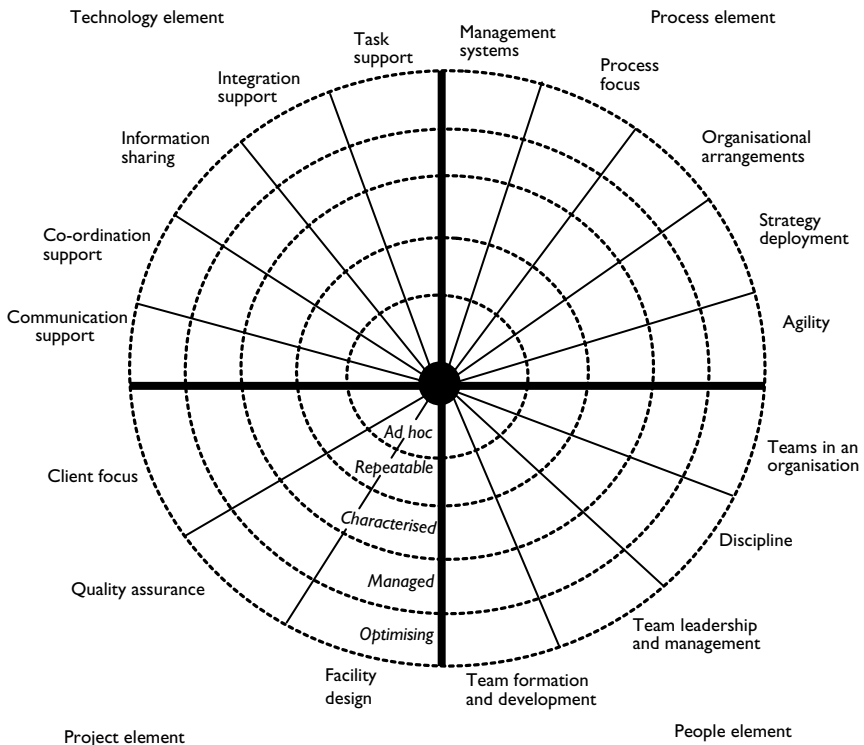 Technology element
Process element
Task
support
Management
systems
Integration
support
Process
focus
Information
sharing
Organisational
arrangements
Co-ordination
support
Strategy
deployment
Communication
support
Agility
Ad hoc
Repeatable
Characterised
Managed
Optimising
Client focus
Teams in an
organisation
Quality assurance
Discipline
Facility
design
Team leadership
and management
Team formation
and development
Project element
People element